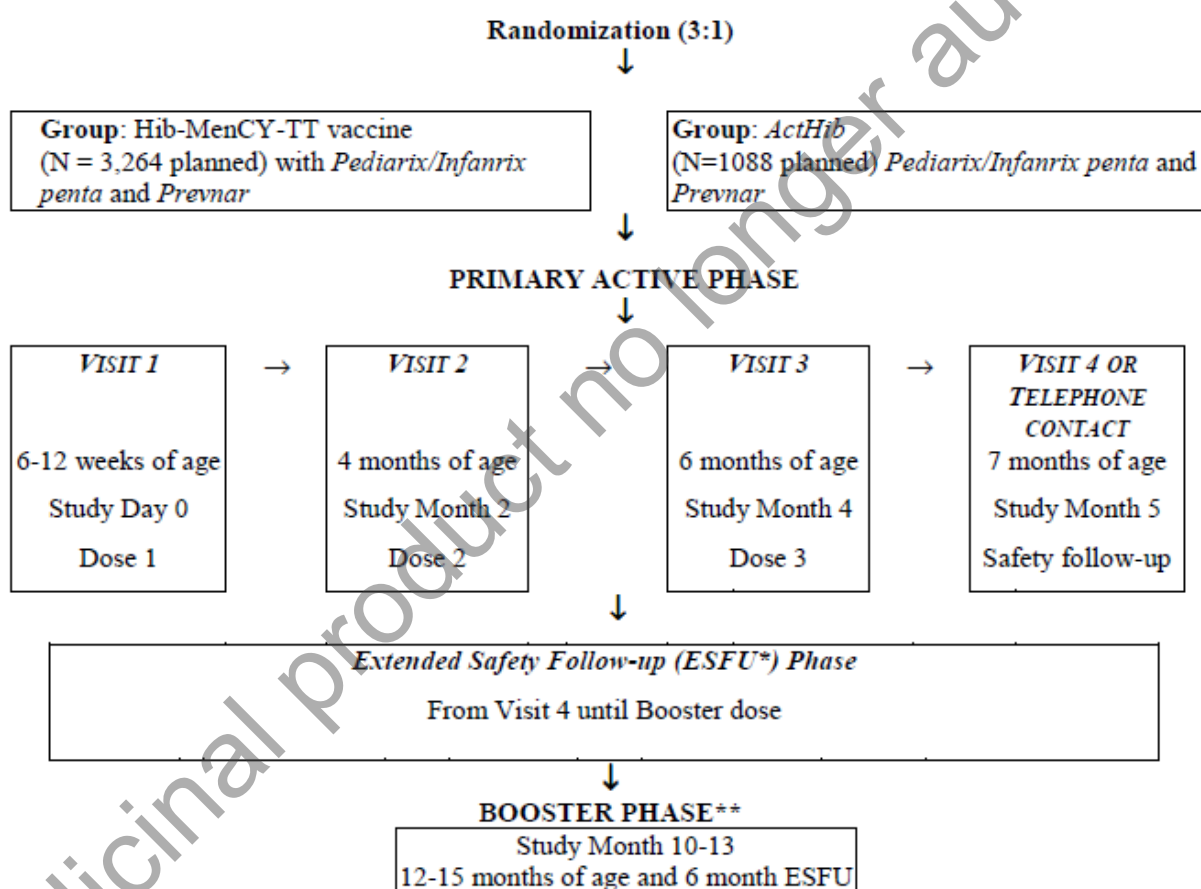 Randomization (3:1)
↓
Group: Hib-MenCY-TT vaccine
(N = 3,264 planned) with Pediarix/Infanrix
penta and Prevnar
Group: ActHib
(N=1088 planned) Pediarix/Infanrix penta and
Prevnar
↓
PRIMARY ACTIVE PHASE
↓
VISIT 1
6-12 weeks of age
Study Day 0
Dose 1
→
VISIT 2
4 months of age
Study Month 2
Dose 2
→
VISIT 3
6 months of age
Study Month 4
Dose 3
→
VISIT 4 OR
TELEPHONE
CONTACT
7 months of age
Study Month 5
Safety follow-up
↓
Extended Safety Follow-up (ESFU*) Phase
From Visit 4 until Booster dose
↓
BOOSTER PHASE**
Study Month 10-13
12-15 months of age and 6 month ESFU
product no longer